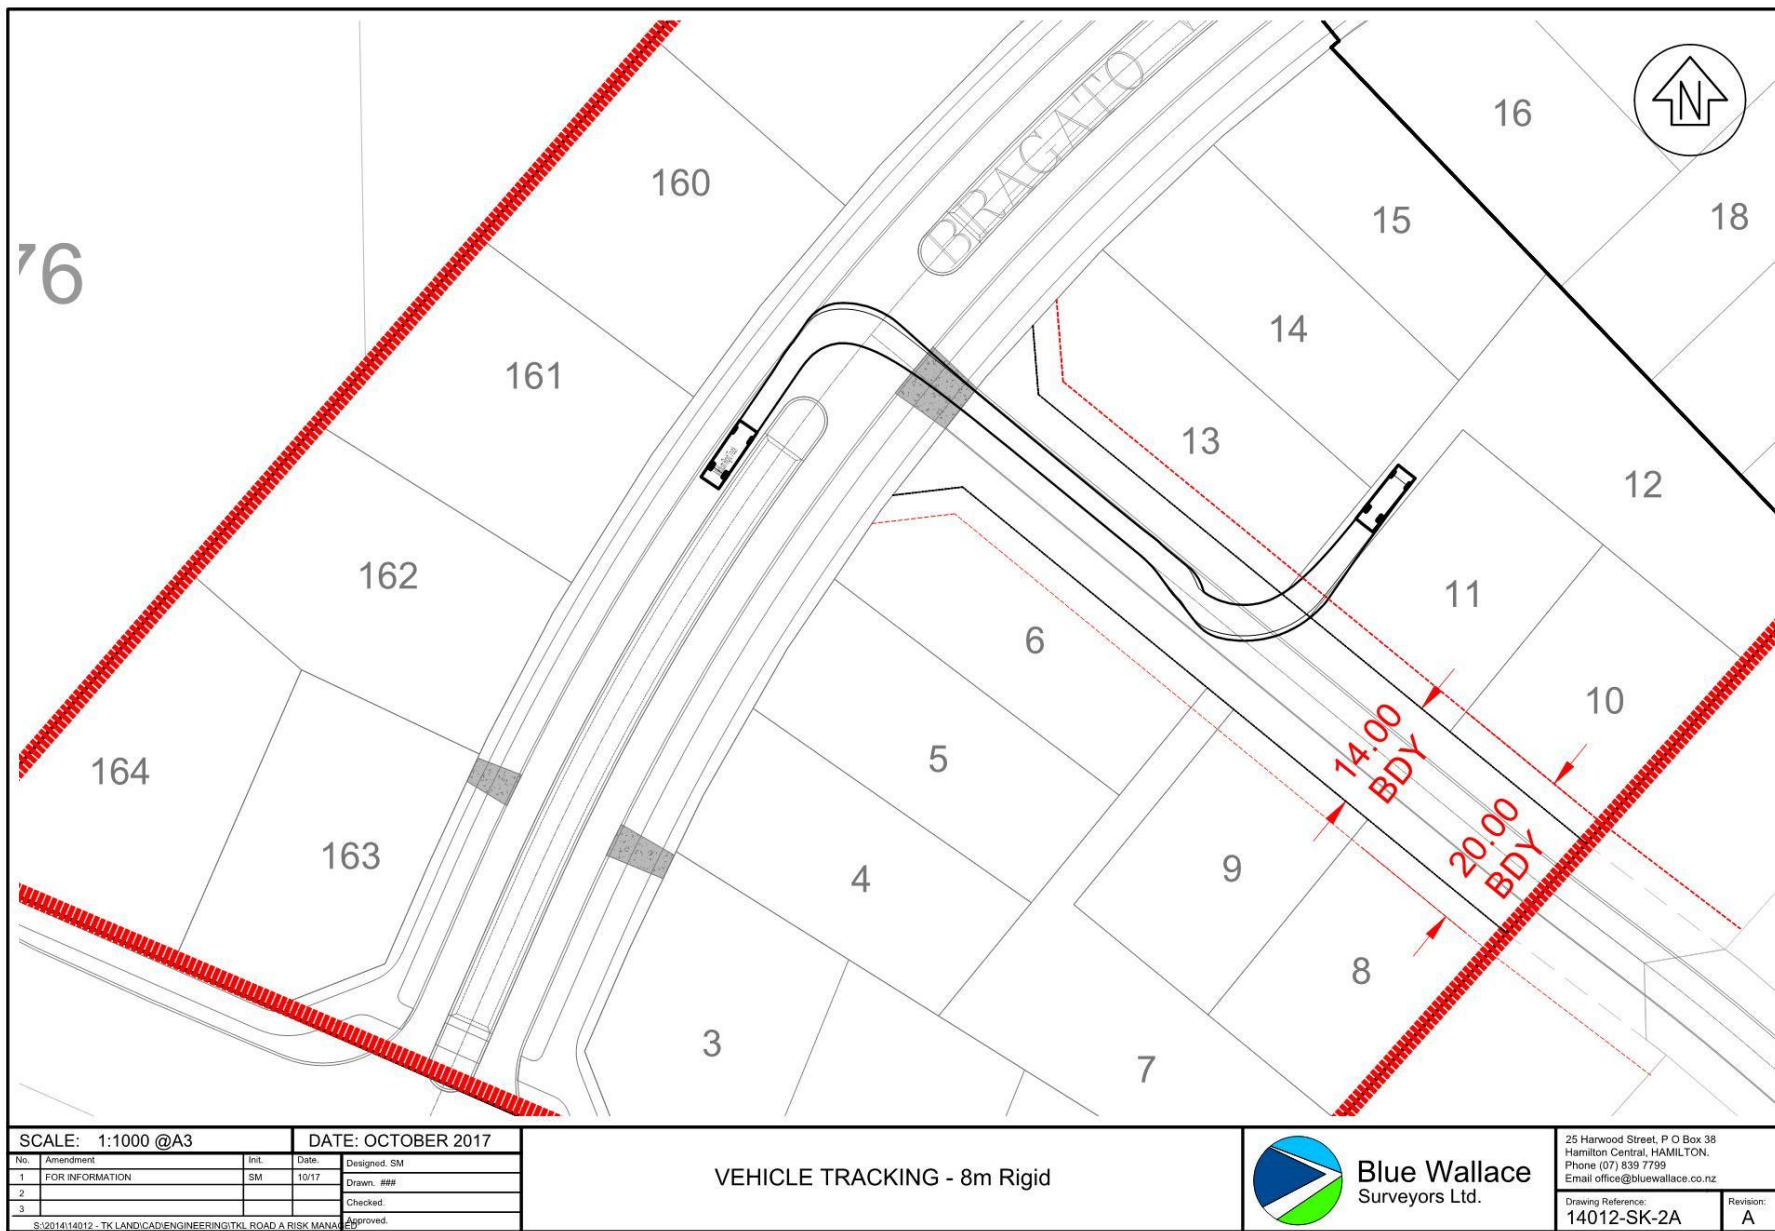 16
N
160
BRAGATO
15
18
76
14
161
13
12
162
11
6
10
14.00
BDY
5
164
20.00
BDY
163
4
9
8
3
7
SCALE: 1:1000 @A3
DATE: OCTOBER 2017
No. Amendment Init. Date.
1 FOR INFORMATION SM 10/17
2
3
Designed. SM
Drawn. ###
Checked.
Approved.
S:\2014\14012 - TK LAND\CAD\ENGINEERING\TKL ROAD A RISK MANAGED
VEHICLE TRACKING - 8m Rigid
Blue Wallace
Surveyors Ltd.
25 Harwood Street, P O Box 38
Hamilton Central, HAMILTON.
Phone (07) 839 7799
Email office@bluewallace.co.nz
Drawing Reference:
14012-SK-2A
Revision:
A